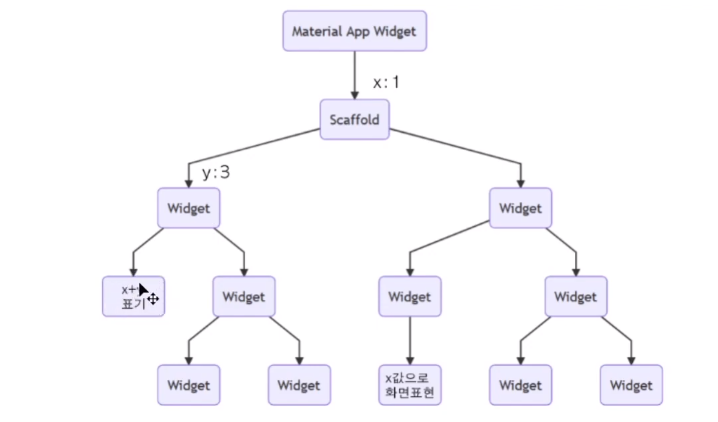 Material App Widget
x:1
Scaffold
y:3
Widget
Widget
x+
표기
Widget
Widget
Widget
Widget
Widget
x값으로
화면표현
Widget
Widget